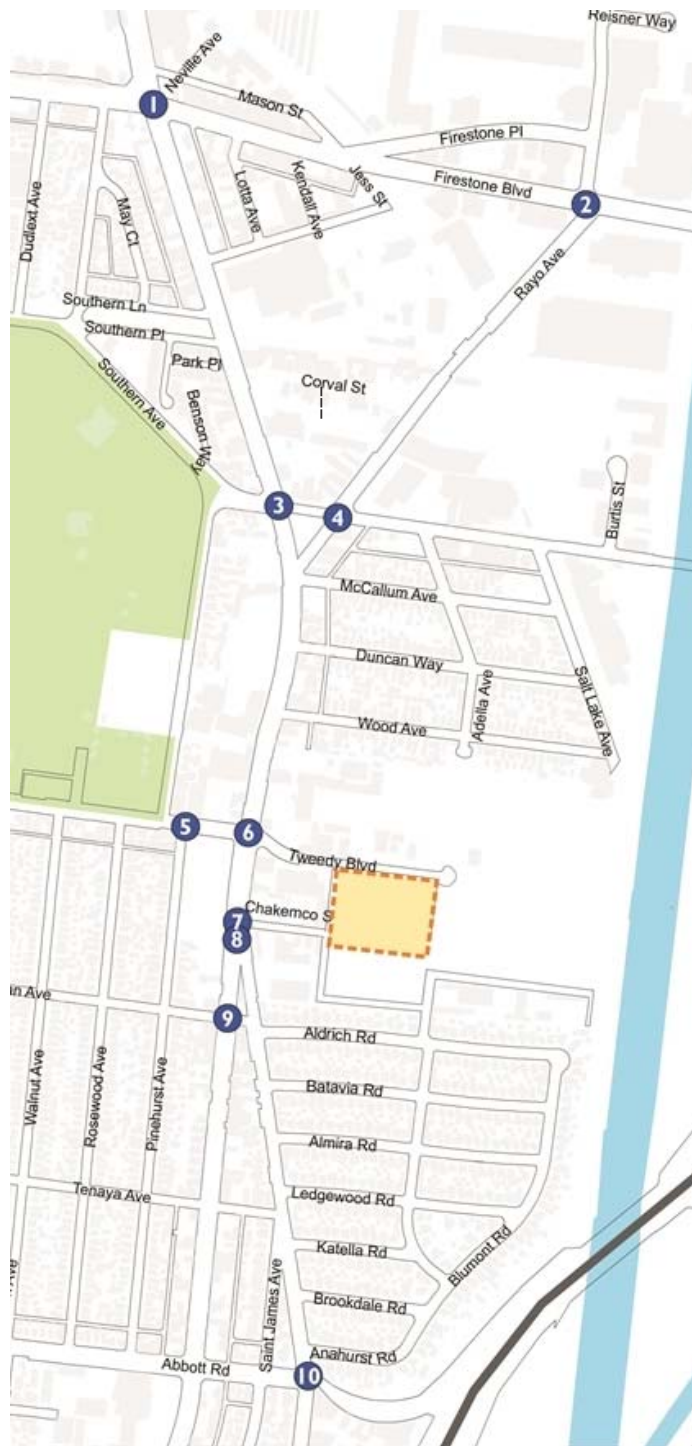 Reisner Way
Neville Ave
1
Mason St
Firestone Pl
Firestone Blvd
2
Jess St
Kendall Ave
Lotta Ave
Dudlext Ave
May Ct
Rayo Ave
Southern Ln
Southern Pl
Park Pl
Southern Ave
Benson Way
Corval St
3
4
Burtis St
McCallum Ave
Duncan Way
Adella Ave
Salt Lake Ave
Wood Ave
5
6
Tweedy Blvd
7
Chakemco S
8
n Ave
9
Aldrich Rd
Walnut Ave
Rosewood Ave
Pinehurst Ave
Batavia Rd
Almira Rd
Tenaya Ave
Ledgewood Rd
Katella Rd
Blumont Rd
Brookdale Rd
Saint James Ave
Anahurst Rd
Abbott Rd
10